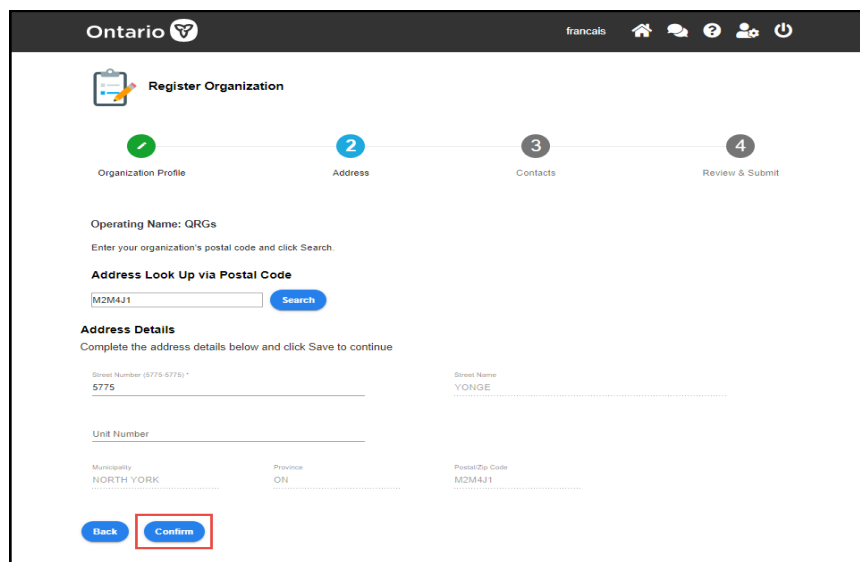 Ontario francais
Register Organization
2 3 4
Organization Profile Address Contacts Review & Submit
Operating Name: QRGs
Enter your organization's postal code and click Search.
Address Look Up via Postal Code
M2M4J1 Search
Address Details
Complete the address details below and click Save to continue
Street Number (5775-5775) * Street Name
5775 YONGE
Unit Number
Municipality Province Postal/Zip Code
NORTH YORK ON M2M4J1
Back Confirm